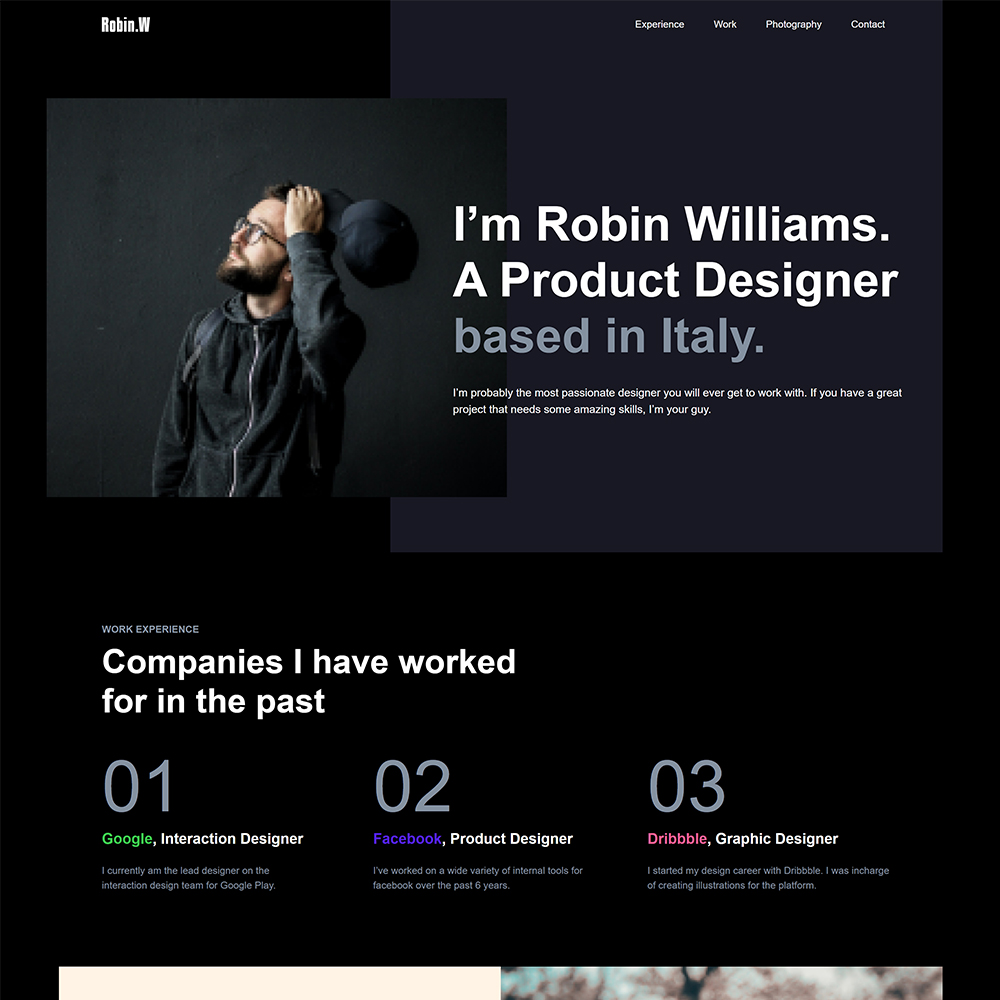 Robin.W
Experience Work Photography Contact
I’m Robin Williams.
A Product Designer
based in Italy.
I’m probably the most passionate designer you will ever get to work with. If you have a great
project that needs some amazing skills, I’m your guy.
WORK EXPERIENCE
Companies I have worked
for in the past
01
Google, Interaction Designer
I currently am the lead designer on the
interaction design team for Google Play.
02
Facebook, Product Designer
I’ve worked on a wide variety of internal tools for
facebook over the past 6 years.
03
Dribbble, Graphic Designer
I started my design career with Dribbble. I was incharge
of creating illustrations for the platform.